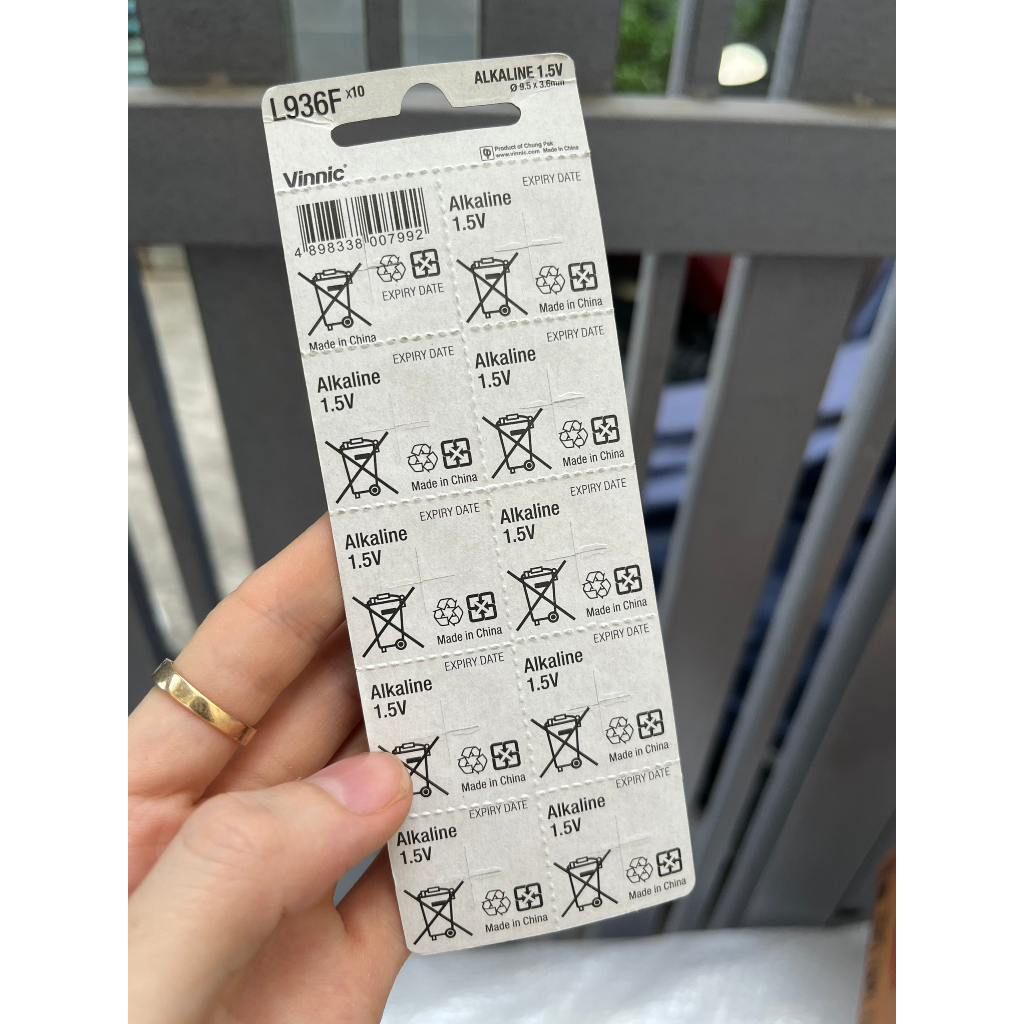 L936F x10
ALKALINE 1.5V
Ø 9.5 x 3.6mm
Product of Chung Pak
www.vinnic.com Made in China
Vinnic®
4 898338 007992
EXPIRY DATE
Made in China
EXPIRY DATE
Alkaline
1.5V
Made in China
EXPIRY DATE
Alkaline
1.5V
Made in China
EXPIRY DATE
Alkaline
1.5V
Made in China
EXPIRY DATE
Alkaline
1.5V
Made in China
EXPIRY DATE
Alkaline
1.5V
Made in China
EXPIRY DATE
Alkaline
1.5V
Made in China
EXPIRY DATE
Alkaline
1.5V
Made in China
EXPIRY DATE
Alkaline
1.5V
Made in China
EXPIRY DATE
Alkaline
1.5V
Made in China